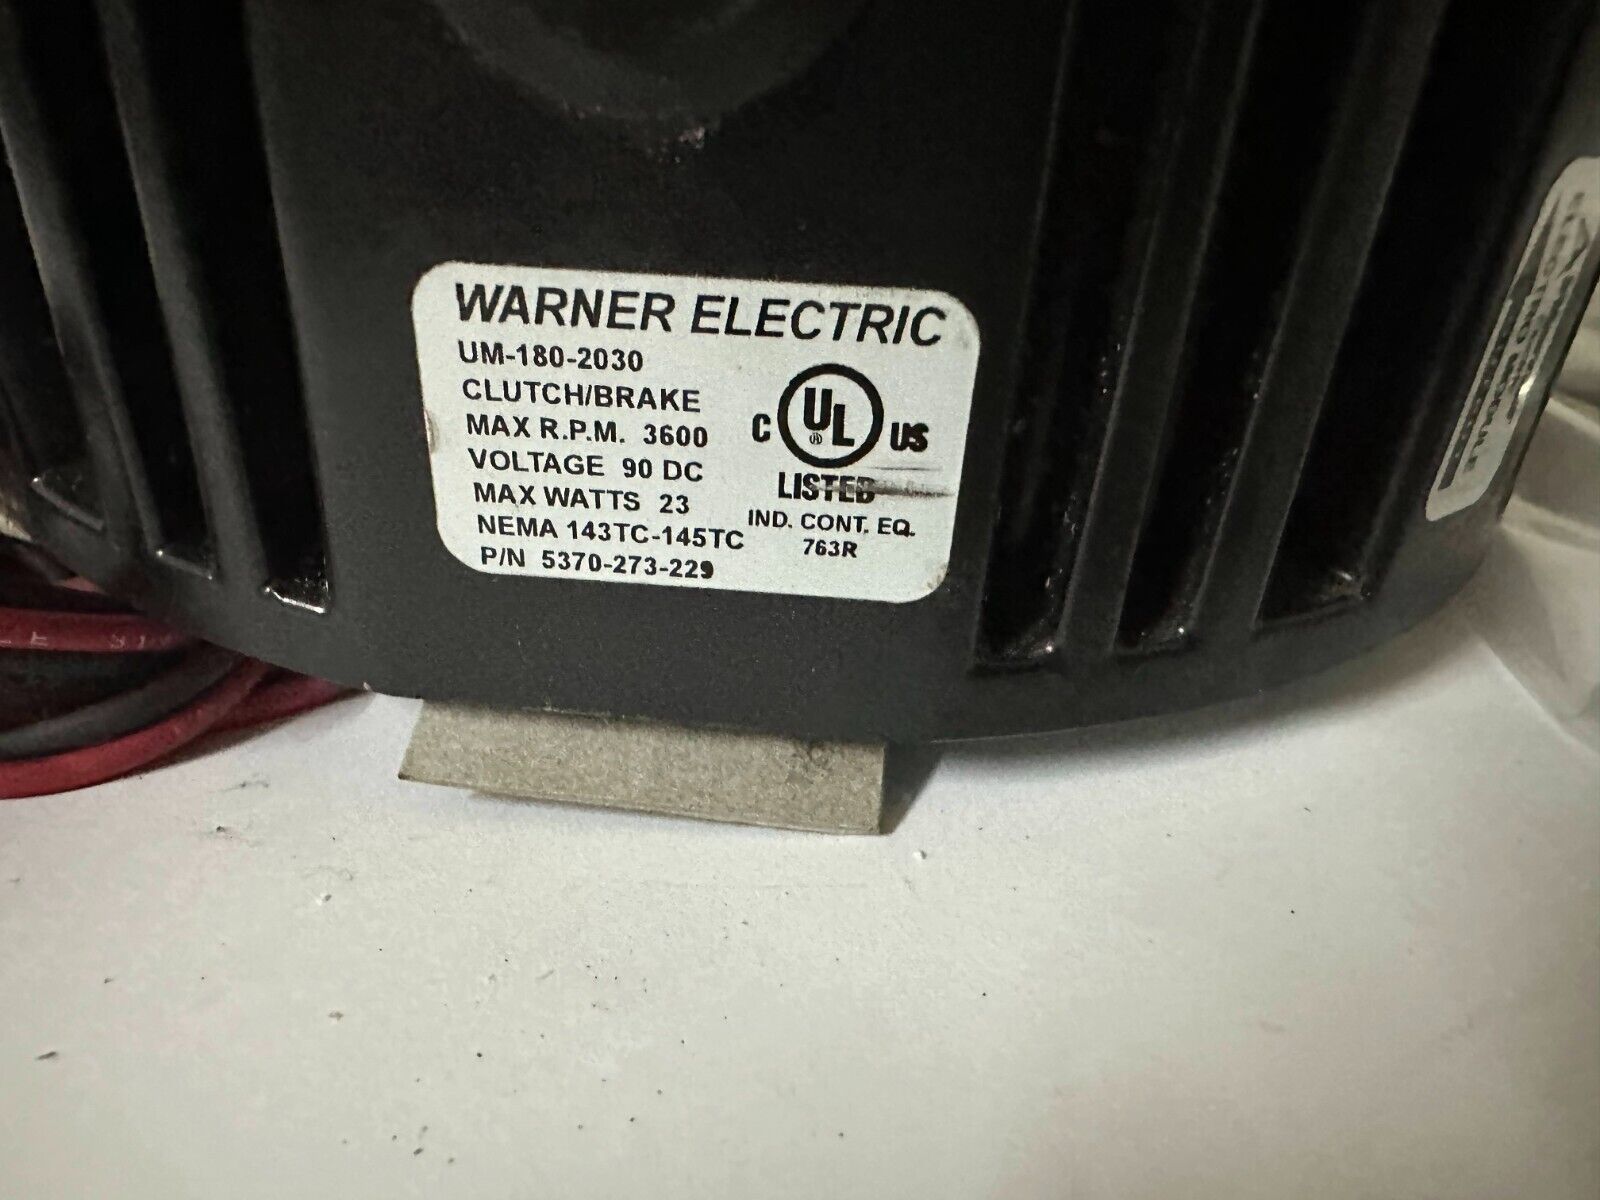 WARNER ELECTRIC
UM-180-2030
CLUTCH/BRAKE
MAX R.P.M. 3600
VOLTAGE 90 DC
MAX WATTS 23
NEMA 143TC-145TC
P/N 5370-273-229
C UL ® US
LISTED
IND. CONT. EQ.
763R